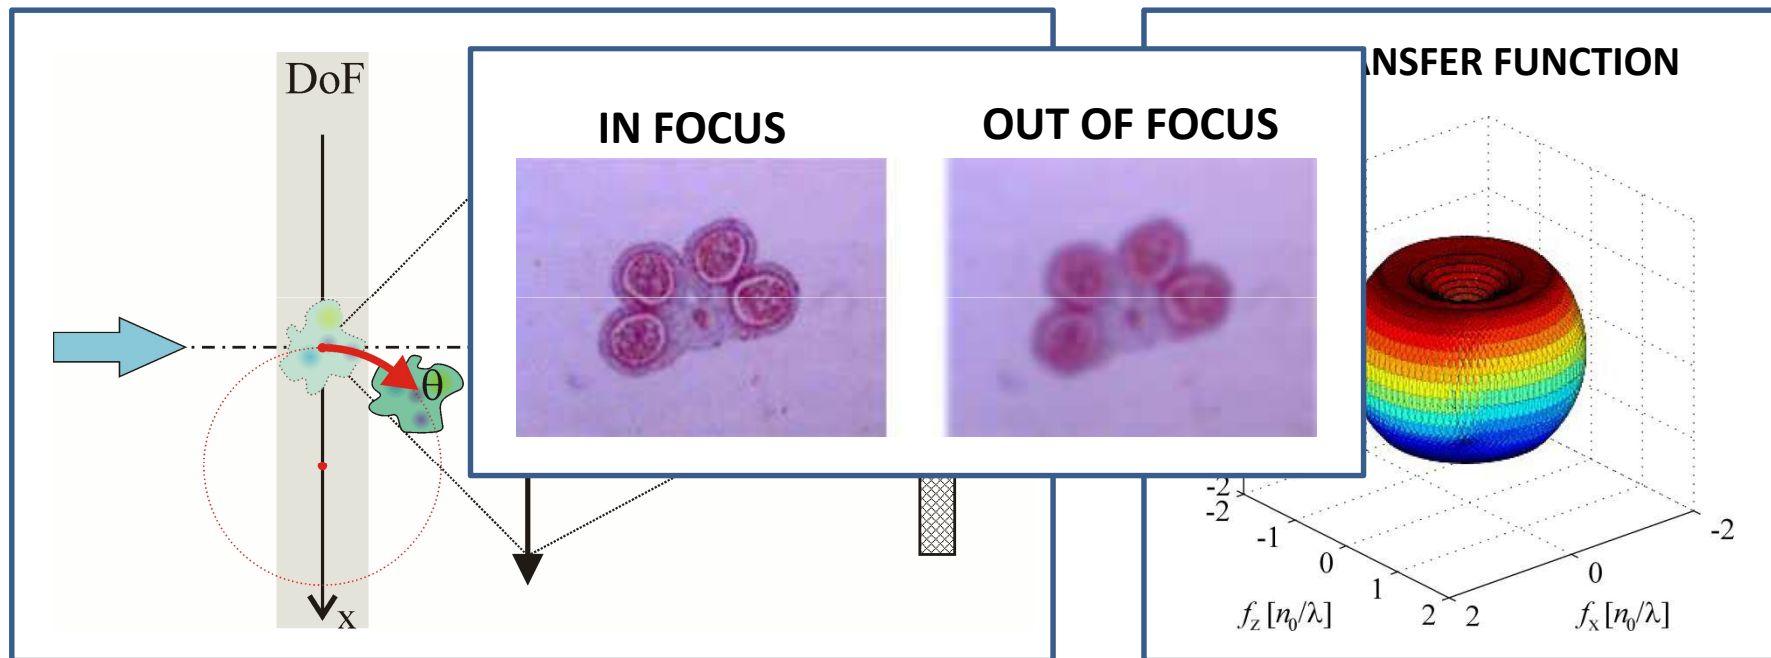 DoF
θ
x
IN FOCUS
OUT OF FOCUS
NSFER FUNCTION
-2
-2
-1
0
1
2
2
0
-2
f_z [n_0/λ]
f_x [n_0/λ]